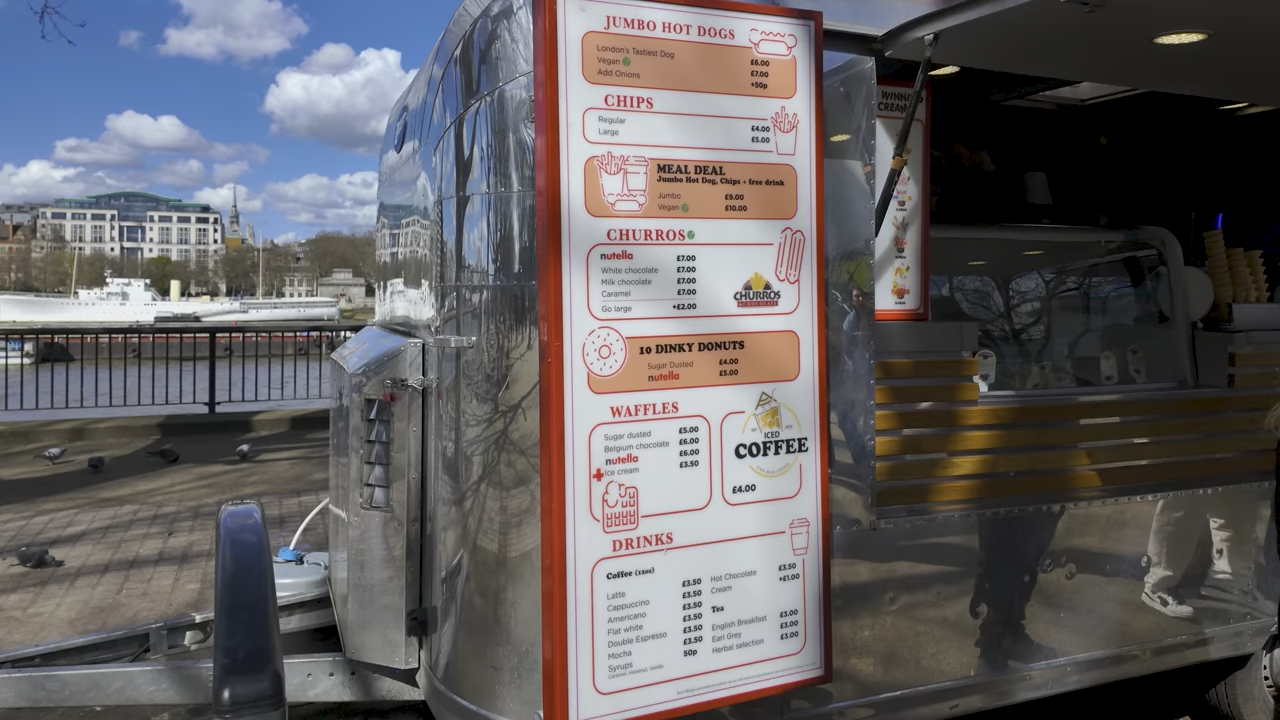 JUMBO HOT DOGS
London's Tastiest Dog £6.00
Vegan £7.00
Add Onions +50p
CHIPS
Regular £4.00
Large £5.00
MEAL DEAL
Jumbo Hot Dog, Chips + free drink
Jumbo £9.00
Vegan £10.00
CHURROS
nutella £7.00
White chocolate £7.00
Milk chocolate £7.00
Caramel £7.00
Go large +£2.00
CHURROS
& CHOCOLATE
10 DINKY DONUTS
Sugar Dusted £4.00
nutella £5.00
WAFFLES
Sugar dusted £5.00
Belgium chocolate £6.00
nutella £6.00
+Ice cream £3.50
ICED
COFFEE
£4.00
DRINKS
Coffee (12oz)
Latte £3.50
Cappuccino £3.50
Americano £3.50
Flat white £3.50
Double Espresso £3.50
Mocha £3.50
Syrups 50p
Caramel, Hazelnut, Vanilla
Hot Chocolate £3.50
Cream +£1.00
Tea
English Breakfast £3.00
Earl Grey £3.00
Herbal selection £3.00